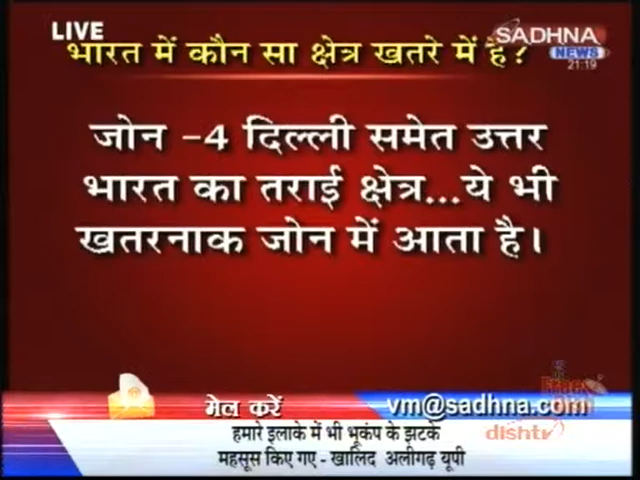 LIVE
SADHNA
NEWS
21:19
भारत में कौन सा क्षेत्र खतरे में है?
जोन -4 दिल्ली समेत उत्तर
भारत का तराई क्षेत्र...ये भी
खतरनाक जोन में आता है।
मेल करें
vm@sadhna.com
हमारे इलाके में भी भूकंप के झटके
महसूस किए गए - खालिद अलीगढ़ यूपी
dishtv